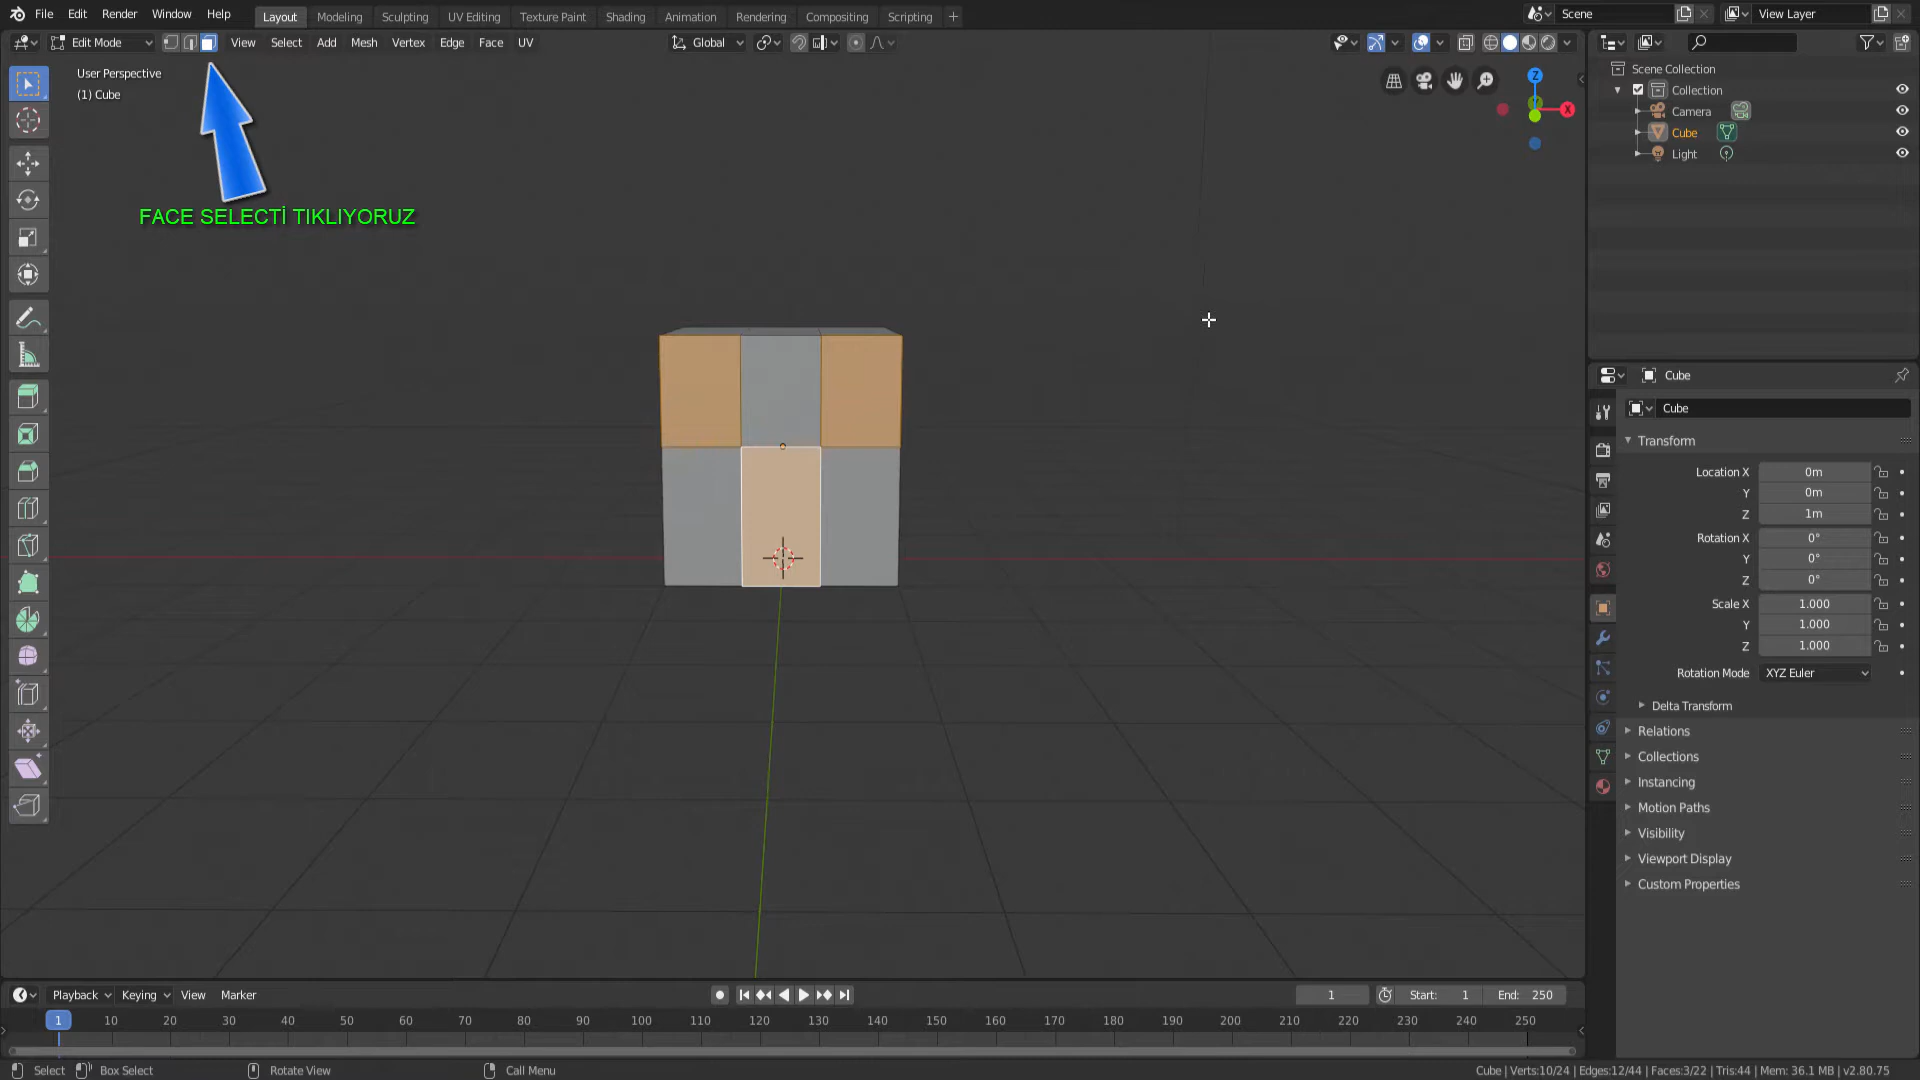 File Edit Render Window Help Layout Modeling Sculpting UV Editing Texture Paint Shading Animation Rendering Compositing Scripting + Scene View Layer
Edit Mode View Select Add Mesh Vertex Edge Face UV Global
User Perspective
(1) Cube
FACE SELECTİ TIKLIYORUZ
Z
X
Scene Collection
Collection
Camera
Cube
Light
Cube
Cube
Transform
Location X 0m
Y 0m
Z 1m
Rotation X 0°
Y 0°
Z 0°
Scale X 1.000
Y 1.000
Z 1.000
Rotation Mode XYZ Euler
Delta Transform
Relations
Collections
Instancing
Motion Paths
Visibility
Viewport Display
Custom Properties
Playback Keying View Marker 1 Start: 1 End: 250
1 10 20 30 40 50 60 70 80 90 100 110 120 130 140 150 160 170 180 190 200 210 220 230 240 250
Select Box Select Rotate View Call Menu Cube | Verts:10/24 | Edges:12/44 | Faces:3/22 | Tris:44 | Mem: 36.1 MB | v2.80.75